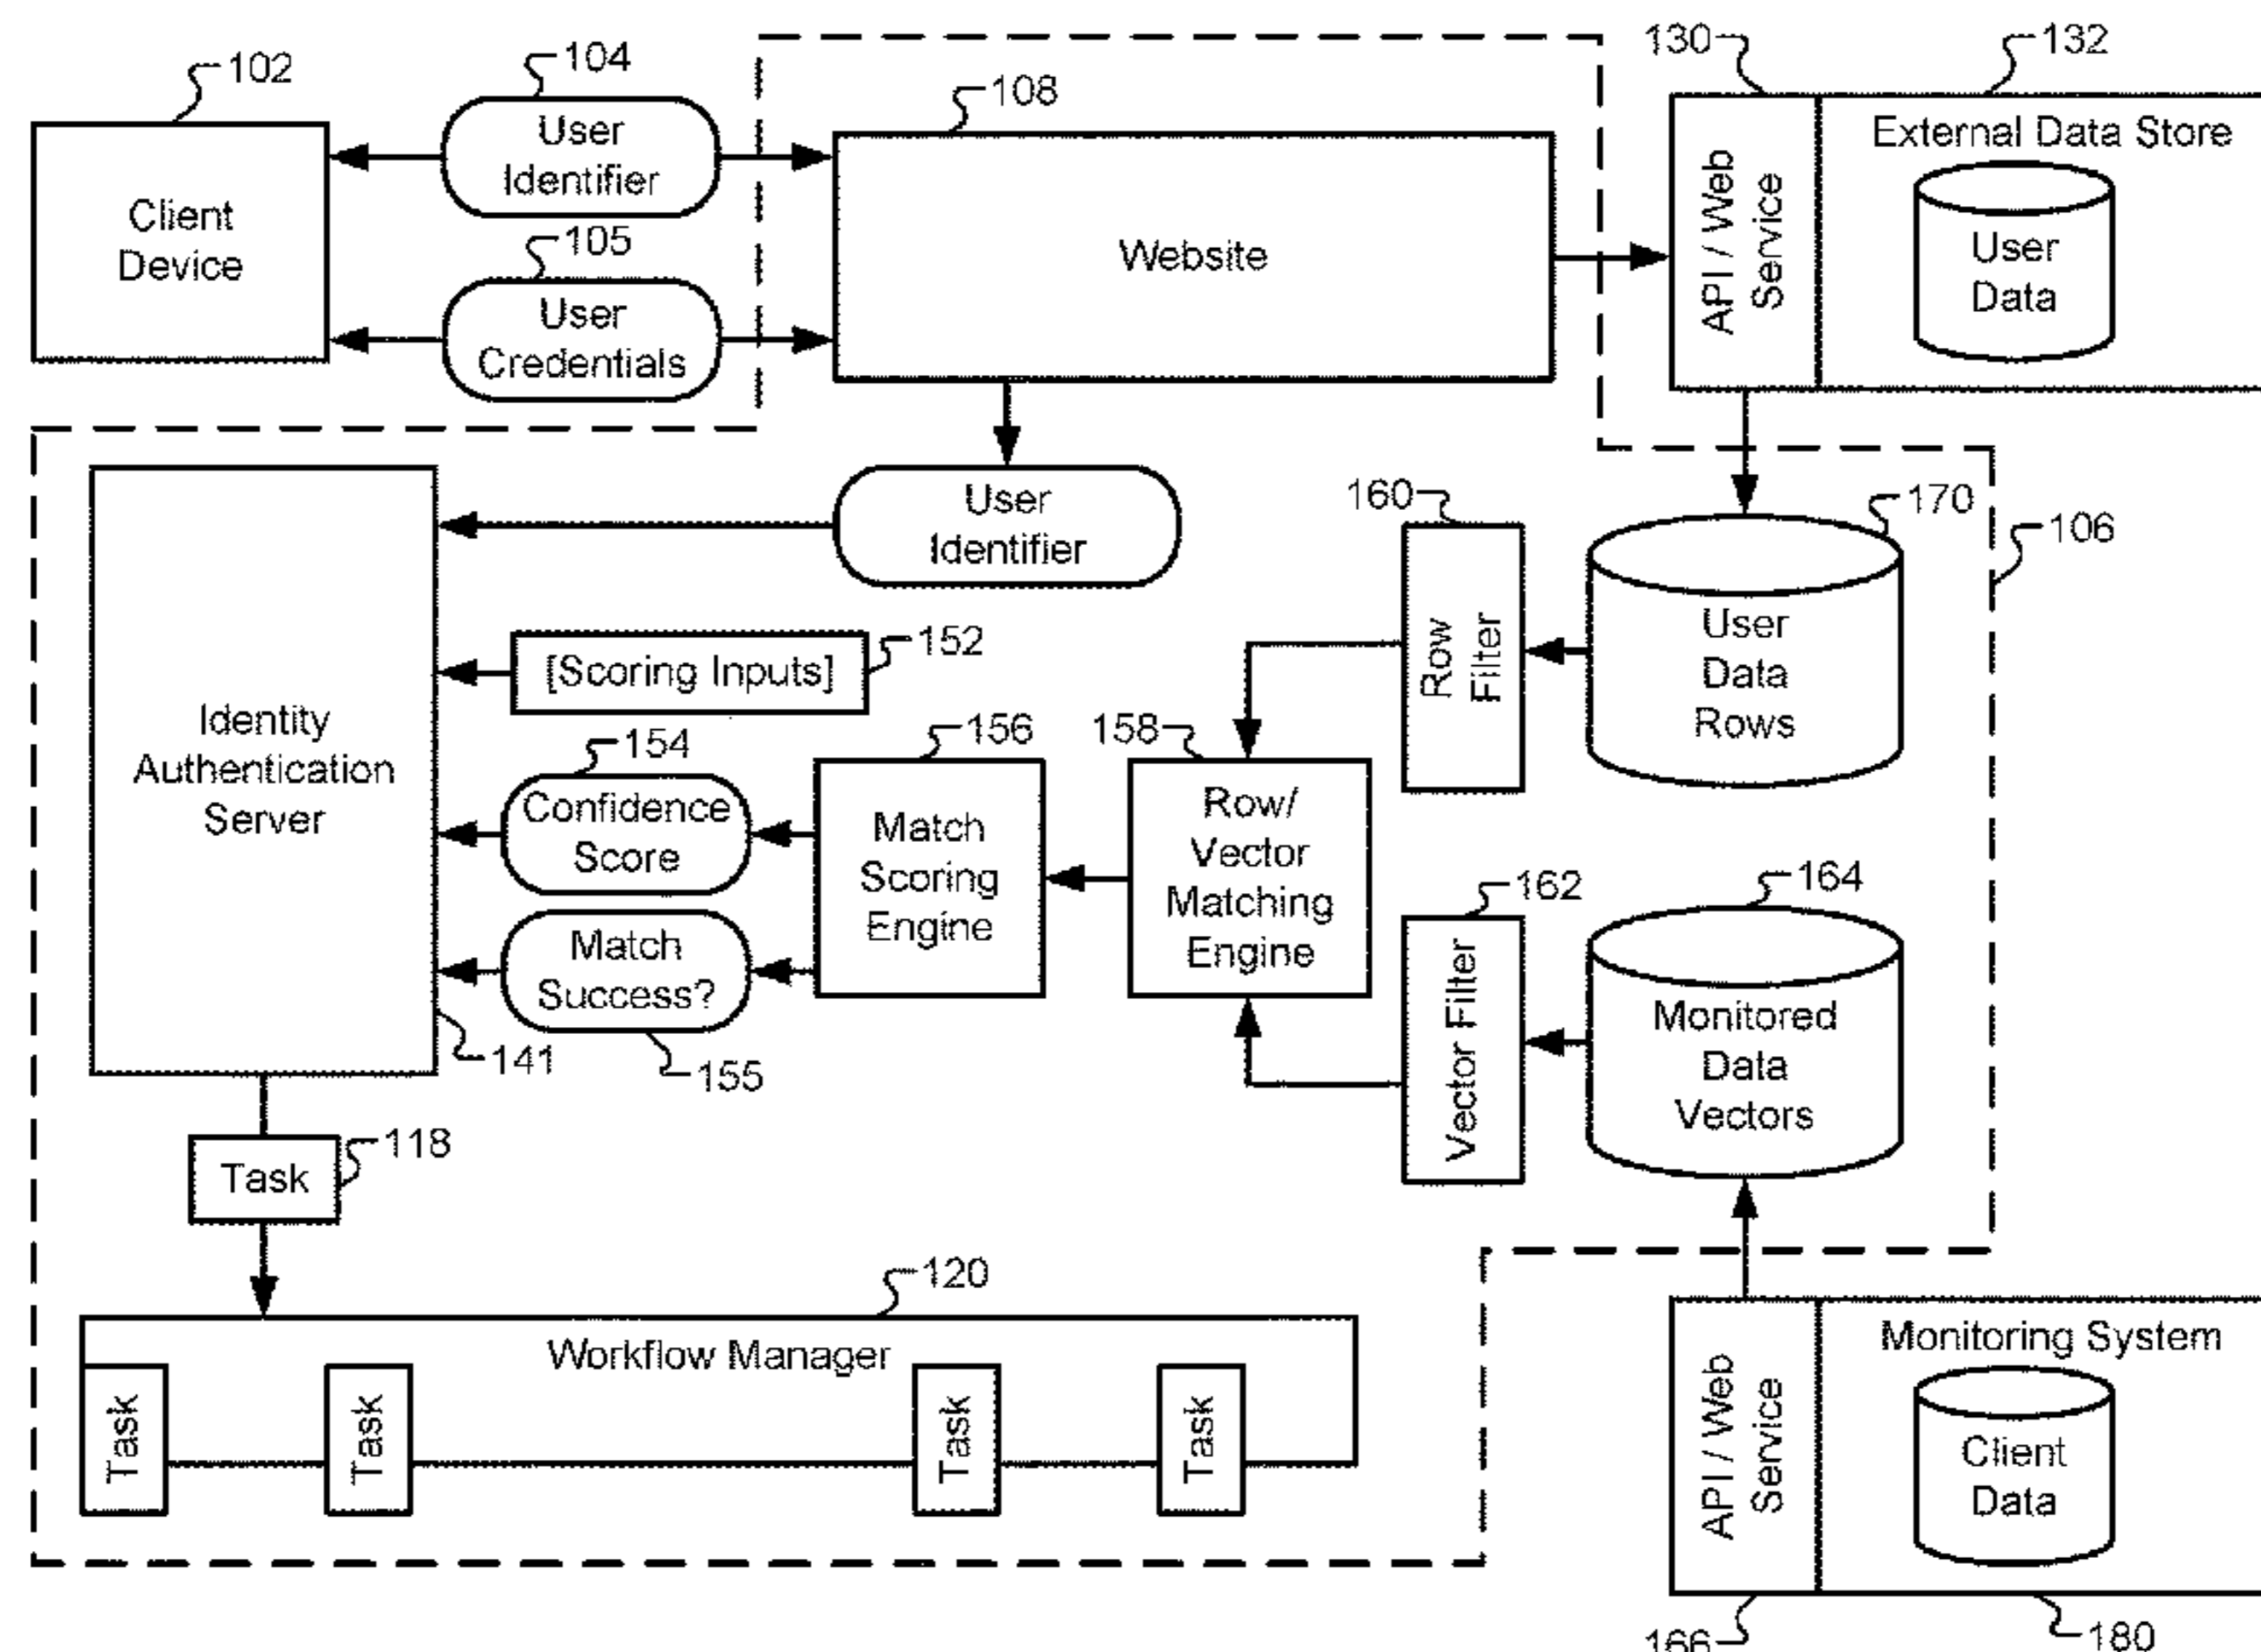 102
104
108
130
132
User
Identifier
Client
Device
105
User
Credentials
Website
API / Web
Service
External Data Store
User
Data
User
Identifier
160
170
106
Row
Filter
User
Data
Rows
[Scoring Inputs]
152
Identity
Authentication
Server
154
156
158
Confidence
Score
Match
Scoring
Engine
Row/
Vector
Matching
Engine
162
164
Match
Success?
Vector Filter
Monitored
Data
Vectors
141
155
Task
118
120
Workflow Manager
Task
Task
Task
Task
API / Web
Service
Monitoring System
Client
Data
166
180